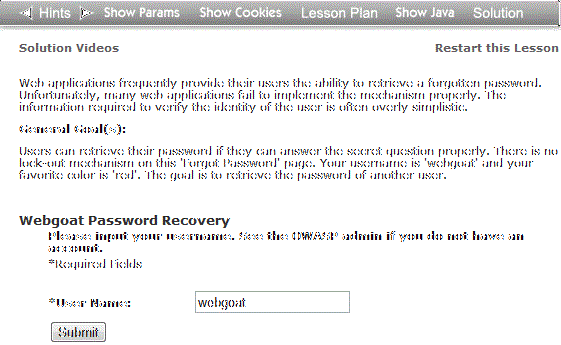 Hints Show Params Show Cookies Lesson Plan Show Java Solution
Solution Videos Restart this Lesson
Web applications frequently provide their users the ability to retrieve a forgotten password.
Unfortunately, many web applications fail to implement the mechanism properly. The
information required to verify the identity of the user is often overly simplistic.
General Goal(s):
Users can retrieve their password if they can answer the secret question properly. There is no
lock-out mechanism on this 'Forgot Password' page. Your username is 'webgoat' and your
favorite color is 'red'. The goal is to retrieve the password of another user.
Webgoat Password Recovery
Please input your username. See the OWASP admin if you do not have an
account.
*Required Fields
*User Name: webgoat
Submit